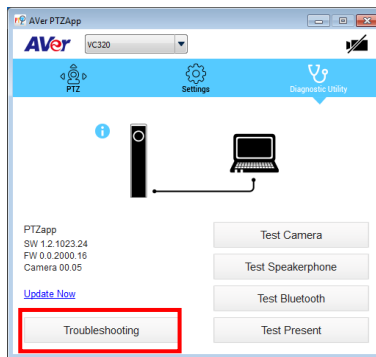 AVer PTZApp
AVer
VC320
PTZ
Settings
Diagnostic Utility
i
PTZapp
SW 1.2.1023.24
FW 0.0.2000.16
Camera 00.05
Update Now
Troubleshooting
Test Camera
Test Speakerphone
Test Bluetooth
Test Present